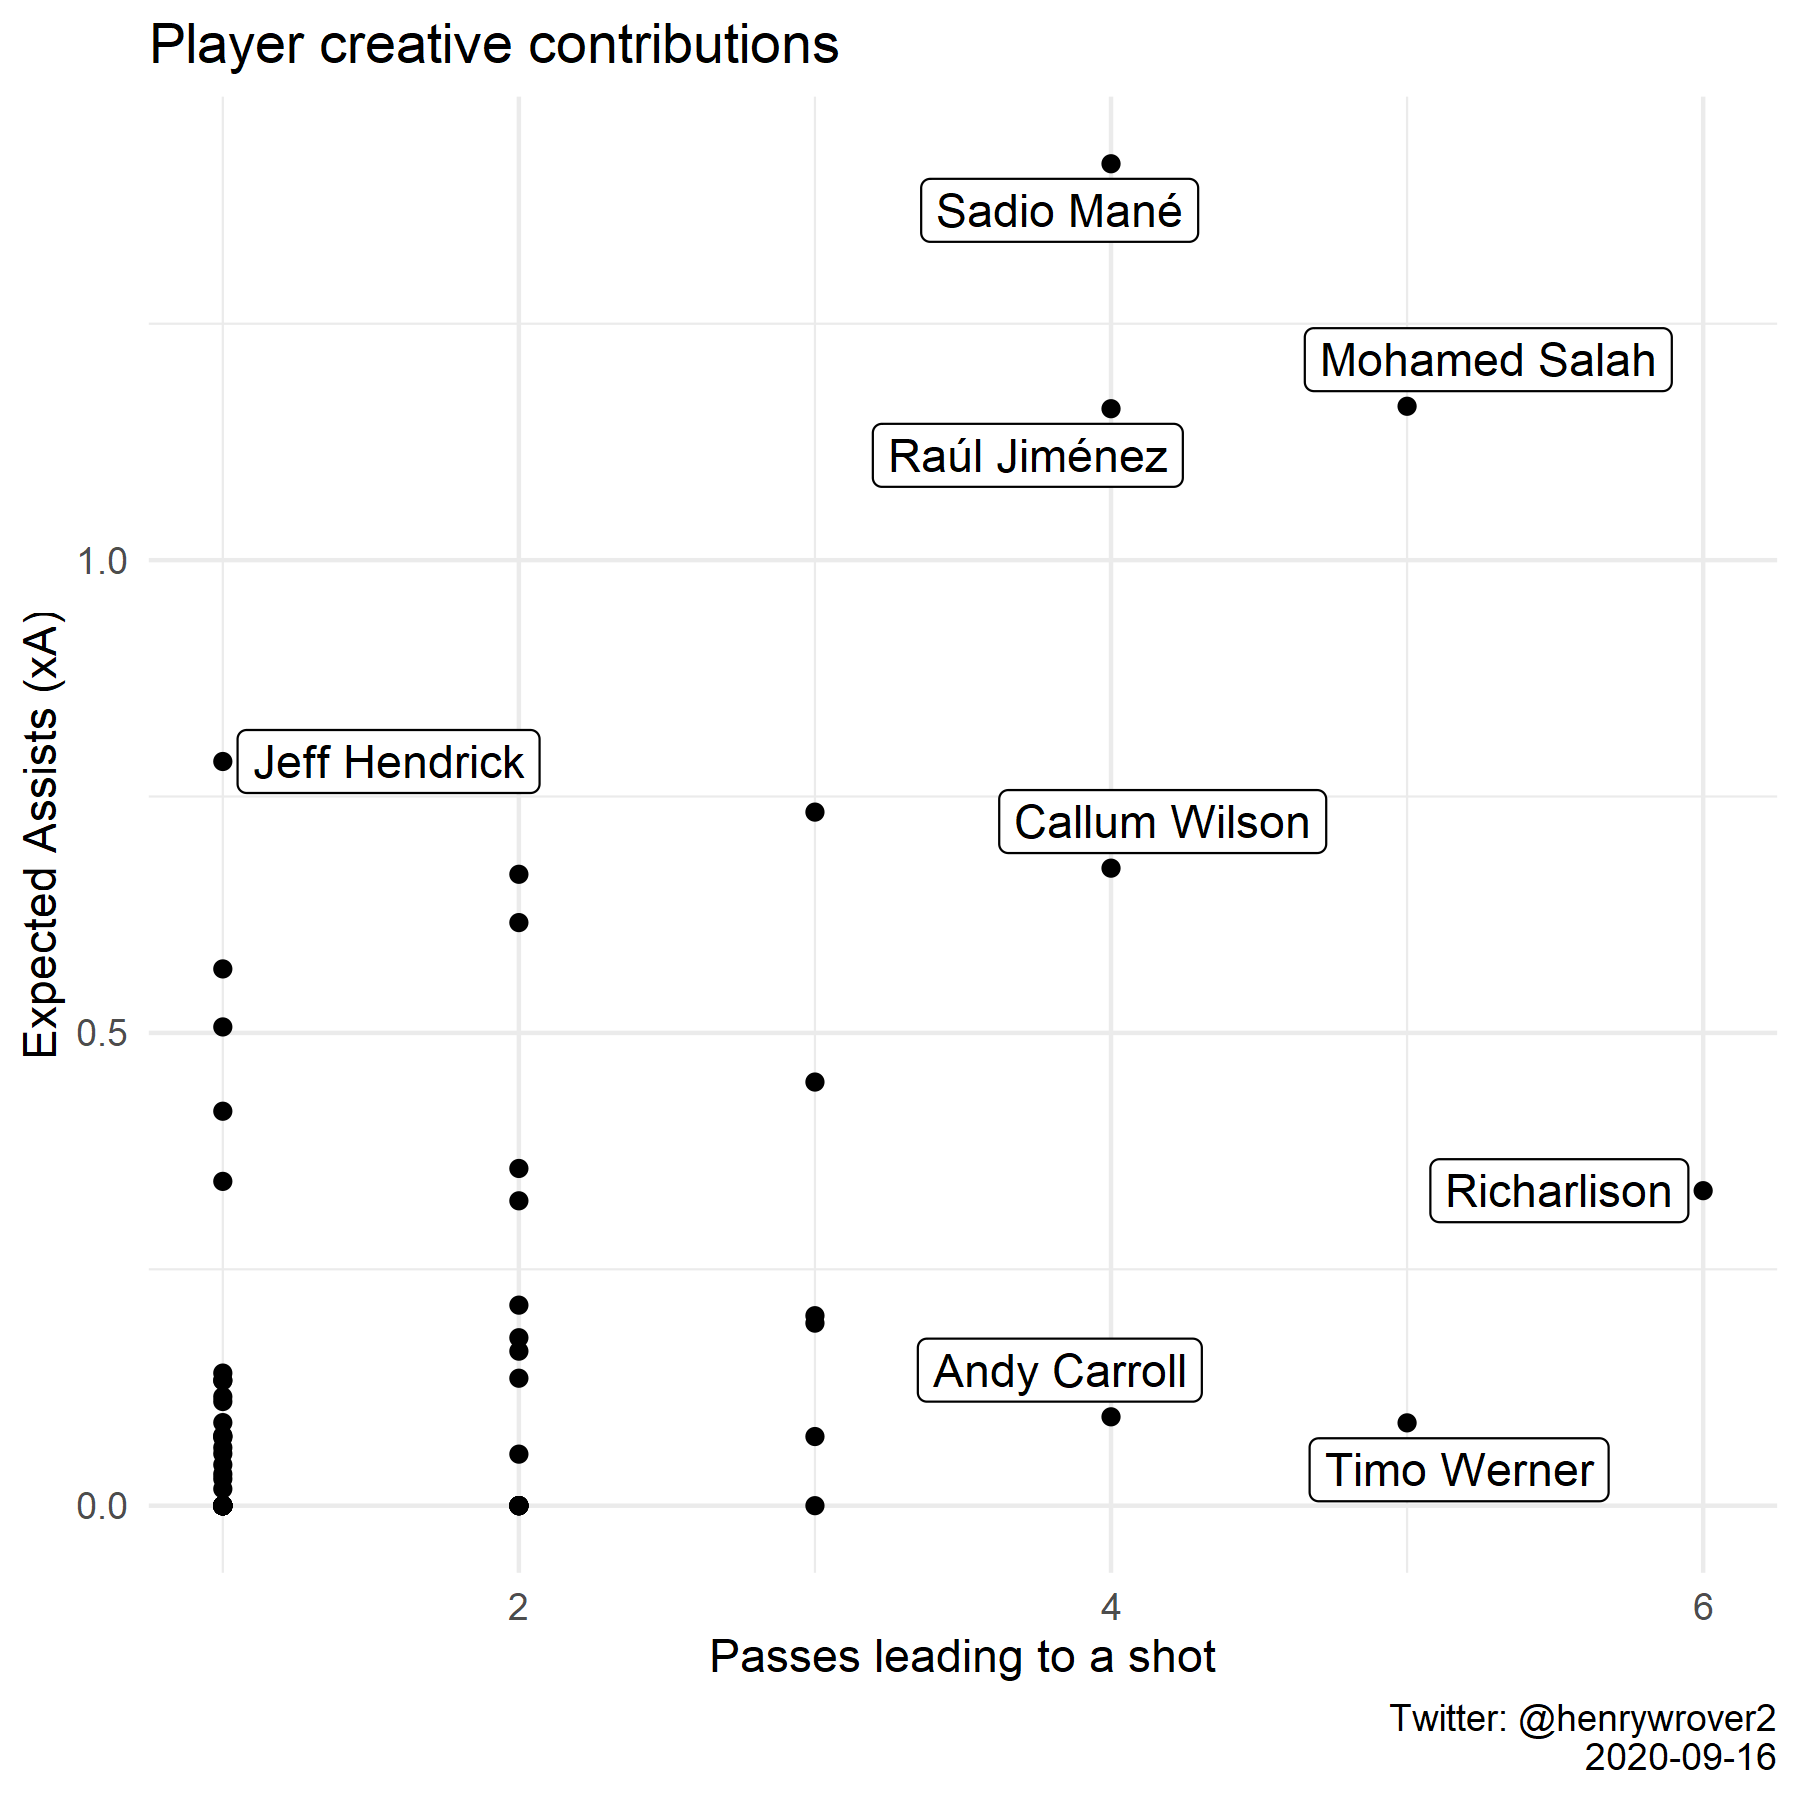 Player creative contributions
Sadio Mané
Mohamed Salah
Raúl Jiménez
1.0
Jeff Hendrick
Callum Wilson
Expected Assists (xA)
0.5
Richarlison
Andy Carroll
Timo Werner
0.0
2 4 6
Passes leading to a shot
Twitter: @henrywrover2
2020-09-16